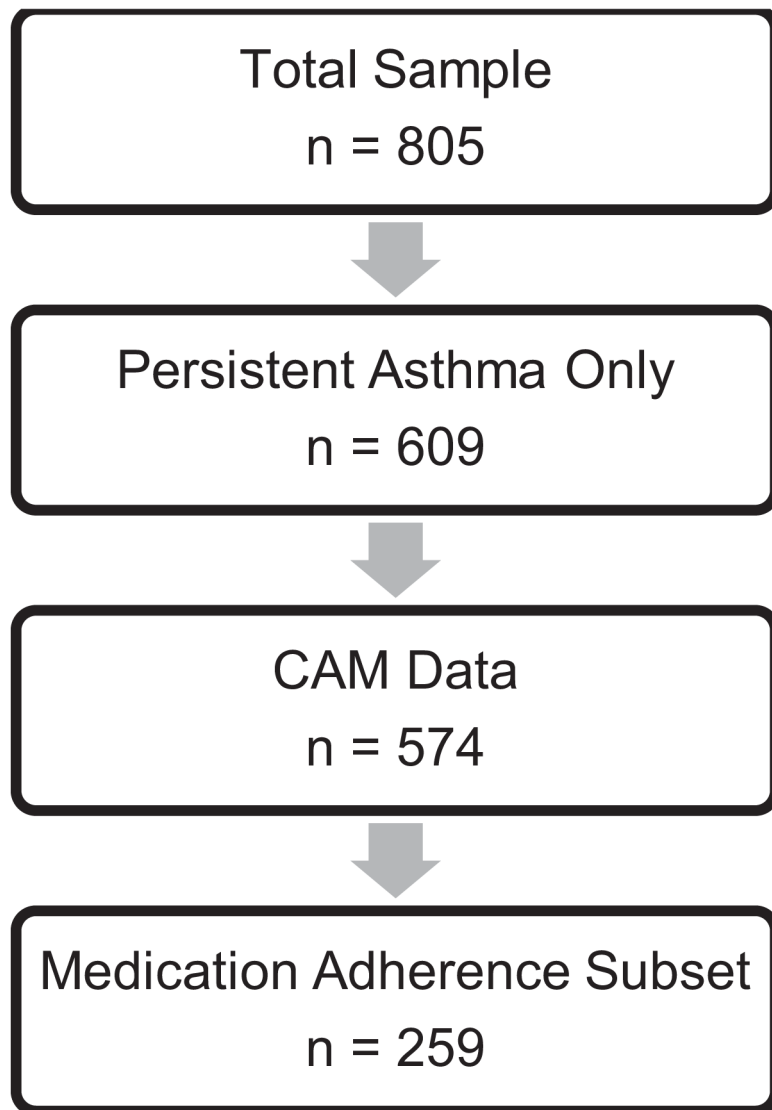 Total Sample
n = 805
Persistent Asthma Only
n = 609
CAM Data
n = 574
Medication Adherence Subset
n = 259